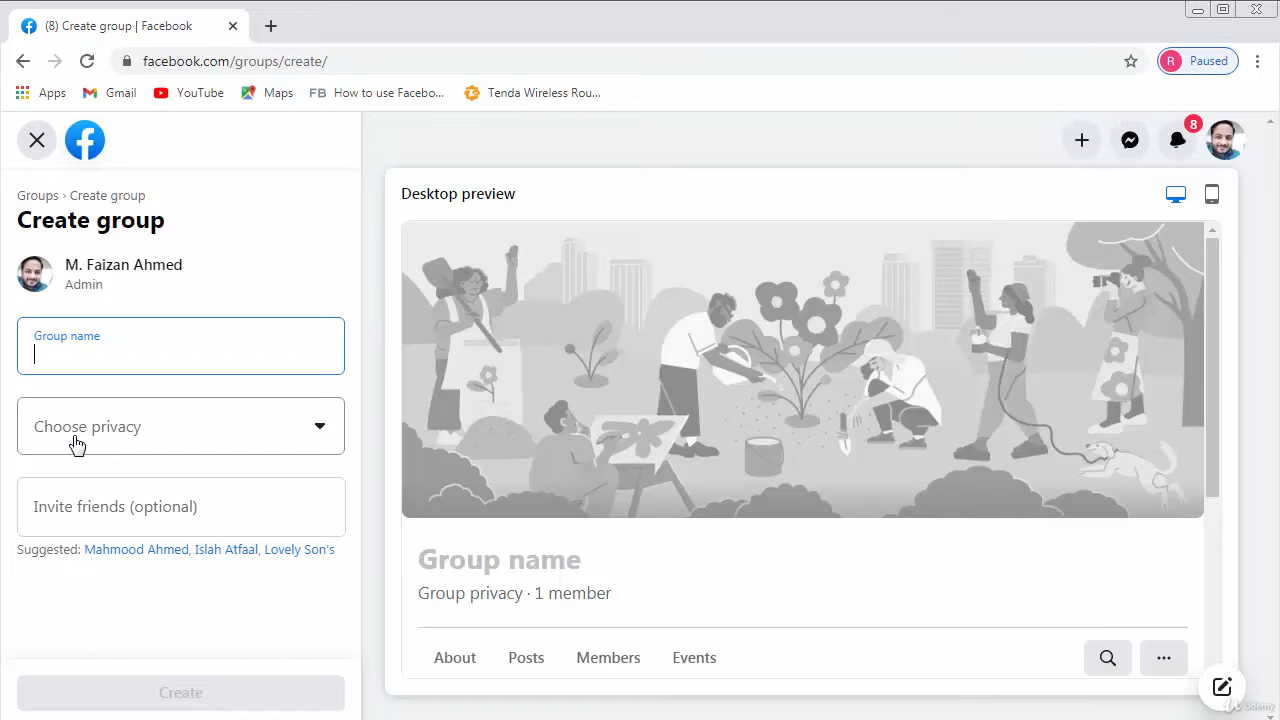 (8) Create group | Facebook
facebook.com/groups/create/
R Paused
Apps Gmail YouTube Maps FB How to use Facebo... Tenda Wireless Rou...
8
Groups › Create group
Create group
M. Faizan Ahmed
Admin
Group name
Choose privacy
Invite friends (optional)
Suggested: Mahmood Ahmed, Islah Atfaal, Lovely Son's
Create
Desktop preview
Group name
Group privacy · 1 member
About Posts Members Events
Udemy